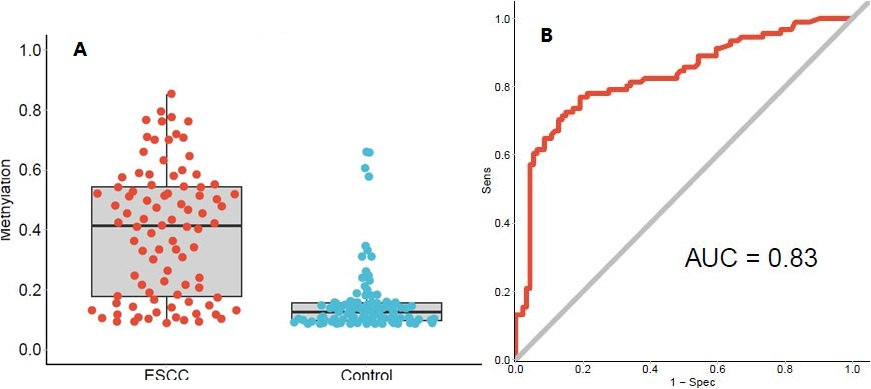 A
1.0
0.8
0.6
0.4
0.2
0.0
Methylation
ESCC Control
B
1.0
0.8
0.6
0.4
0.2
0.0
Sens
AUC = 0.83
0.0 0.2 0.4 0.6 0.8 1.0
1 − Spec